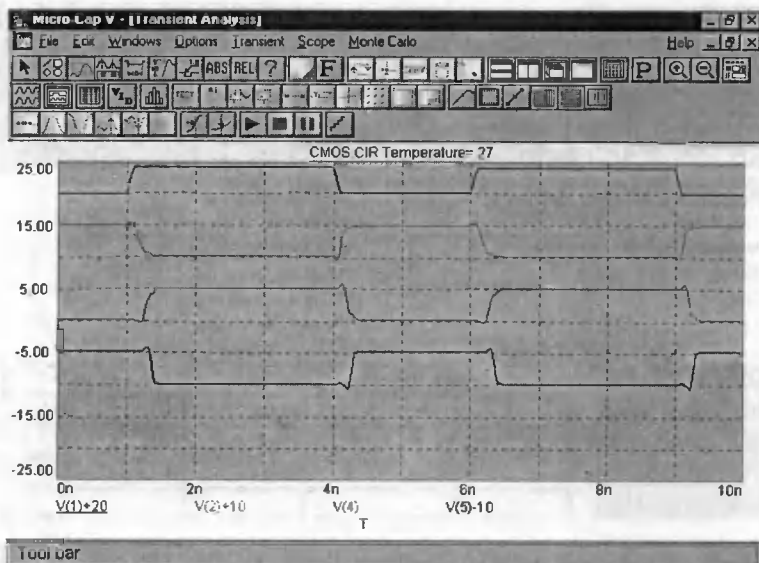 Micro-Cap V - [Transient Analysis]
File Edit Windows Options Transient Scope Monte Carlo Help
ABS REL ? F P
CMOS CIR Temperature= 27
25.00
15.00
5.00
-5.00
-15.00
-25.00
0n 2n 4n 6n 8n 10n
V(1)+20 V(2)+10 V(4) V(5)-10
T
Tool bar